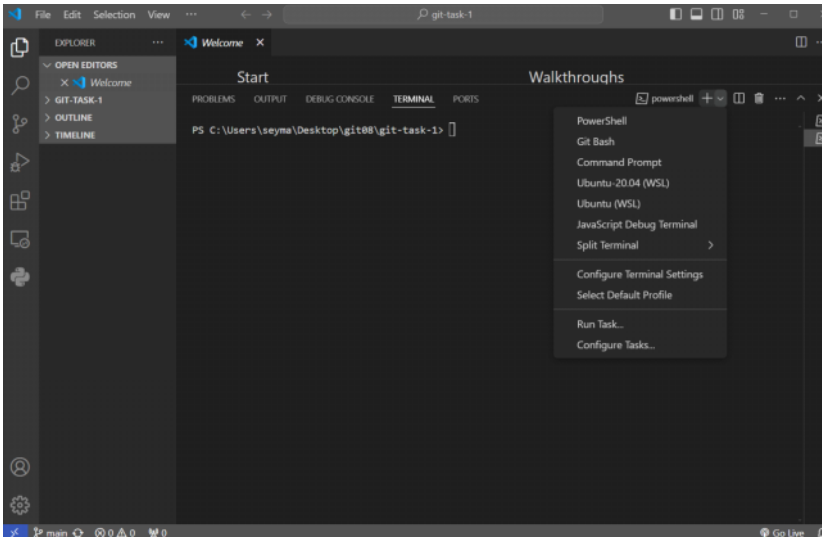 File Edit Selection View ··· git-task-1
EXPLORER ··· Welcome
OPEN EDITORS
Welcome
GIT-TASK-1
OUTLINE
TIMELINE
Start Walkthroughs
PROBLEMS OUTPUT DEBUG CONSOLE TERMINAL PORTS powershell
PS C:\Users\seyma\Desktop\git08\git-task-1>
PowerShell
Git Bash
Command Prompt
Ubuntu-20.04 (WSL)
Ubuntu (WSL)
JavaScript Debug Terminal
Split Terminal
Configure Terminal Settings
Select Default Profile
Run Task...
Configure Tasks...
main 0 0 0 Go Live